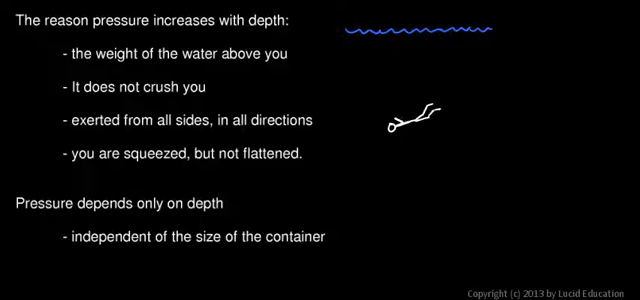 The reason pressure increases with depth:
- the weight of the water above you
- It does not crush you
- exerted from all sides, in all directions
- you are squeezed, but not flattened.
Pressure depends only on depth
- independent of the size of the container
Copyright (c) 2013 by Lucid Education